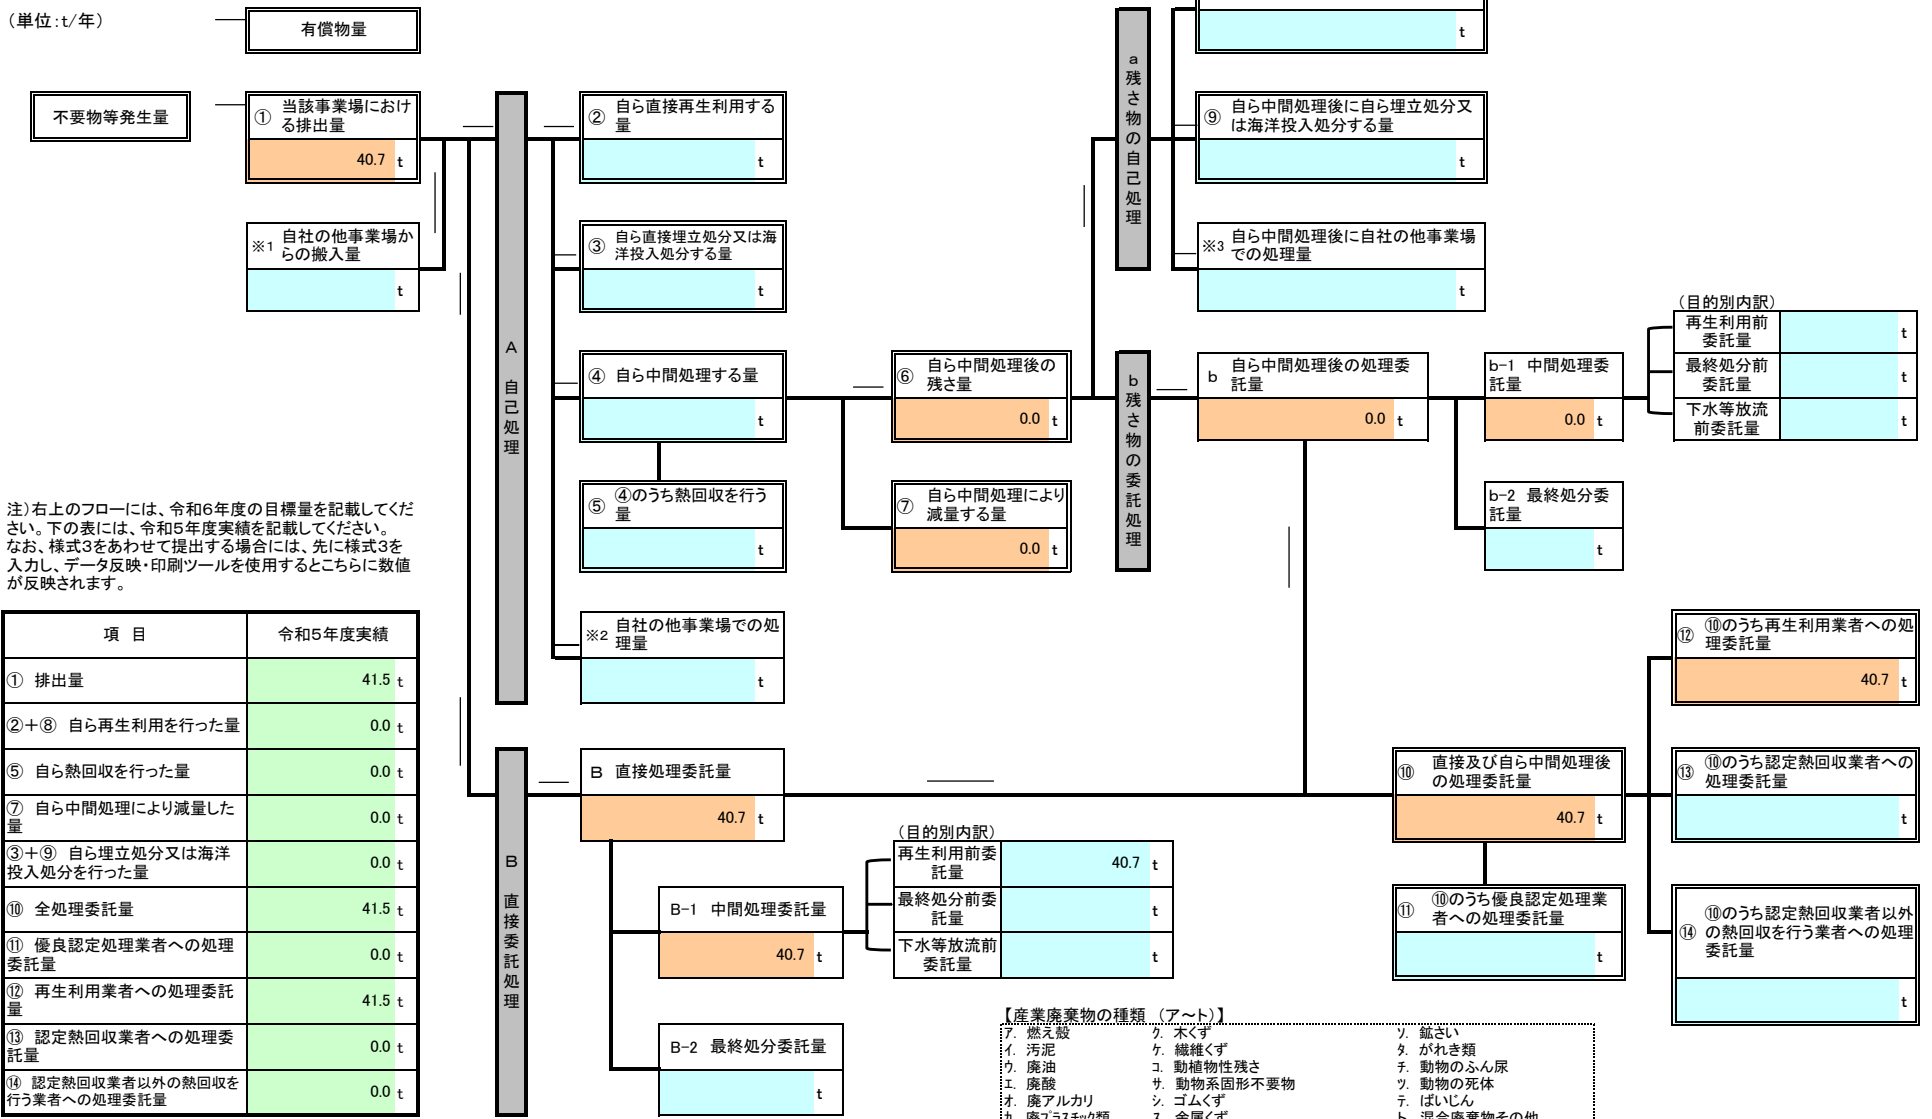 (単位:t/年)
有償物量
t
不要物等発生量
① 当該事業場におけ
る排出量
40.7 t
※1 自社の他事業場か
らの搬入量
t
A 自己処理
② 自ら直接再生利用する
量
t
③ 自ら直接埋立処分又は海
洋投入処分する量
t
④ 自ら中間処理する量
t
⑤ ④のうち熱回収を行う
量
t
※2 自社の他事業場での処
理量
t
⑥ 自ら中間処理後の
残さ量
0.0 t
⑦ 自ら中間処理により
減量する量
0.0 t
a 残さ物の自己処理
⑨ 自ら中間処理後に自ら埋立処分又
は海洋投入処分する量
t
※3 自ら中間処理後に自社の他事業場
での処理量
t
b 残さ物の委託処理
b 自ら中間処理後の処理委
託量
0.0 t
b-1 中間処理委
託量
0.0 t
(目的別内訳)
再生利用前
委託量
t
最終処分前
委託量
t
下水等放流
前委託量
t
b-2 最終処分委
託量
t
注)右上のフローには、令和6年度の目標量を記載してくだ
さい。下の表には、令和5年度実績を記載してください。
なお、様式3をあわせて提出する場合には、先に様式3を
入力し、データ反映・印刷ツールを使用するとこちらに数値
が反映されます。
項 目 令和5年度実績
① 排出量 41.5 t
②+⑧ 自ら再生利用を行った量 0.0 t
⑤ 自ら熱回収を行った量 0.0 t
⑦ 自ら中間処理により減量した
量 0.0 t
③+⑨ 自ら埋立処分又は海洋
投入処分を行った量 0.0 t
⑩ 全処理委託量 41.5 t
⑪ 優良認定処理業者への処理
委託量 0.0 t
⑫ 再生利用業者への処理委託
量 41.5 t
⑬ 認定熱回収業者への処理委
託量 0.0 t
⑭ 認定熱回収業者以外の熱回収を
行う業者への処理委託量 0.0 t
B 直接委託処理
B 直接処理委託量
40.7 t
B-1 中間処理委託量
40.7 t
(目的別内訳)
再生利用前委
託量
40.7 t
最終処分前委
託量
t
下水等放流前
委託量
t
B-2 最終処分委託量
t
⑩ 直接及び自ら中間処理後
の処理委託量
40.7 t
⑪ ⑩のうち優良認定処理業
者への処理委託量
t
⑫ ⑩のうち再生利用業者への処
理委託量
40.7 t
⑬ ⑩のうち認定熱回収業者への
処理委託量
t
⑭ ⑩のうち認定熱回収業者以外
の熱回収を行う業者への処理
委託量
t
【産業廃棄物の種類 (ア~ト)】
ア. 燃え殻 ク. 木くず ソ. 鉱さい
イ. 汚泥 ケ. 繊維くず タ. がれき類
ウ. 廃油 コ. 動植物性残さ チ. 動物のふん尿
エ. 廃酸 サ. 動物系固形不要物 ツ. 動物の死体
オ. 廃アルカリ シ. ゴムくず テ. ばいじん
カ. 廃プラスチック類 ス. 金属くず ト. 混合廃棄物その他